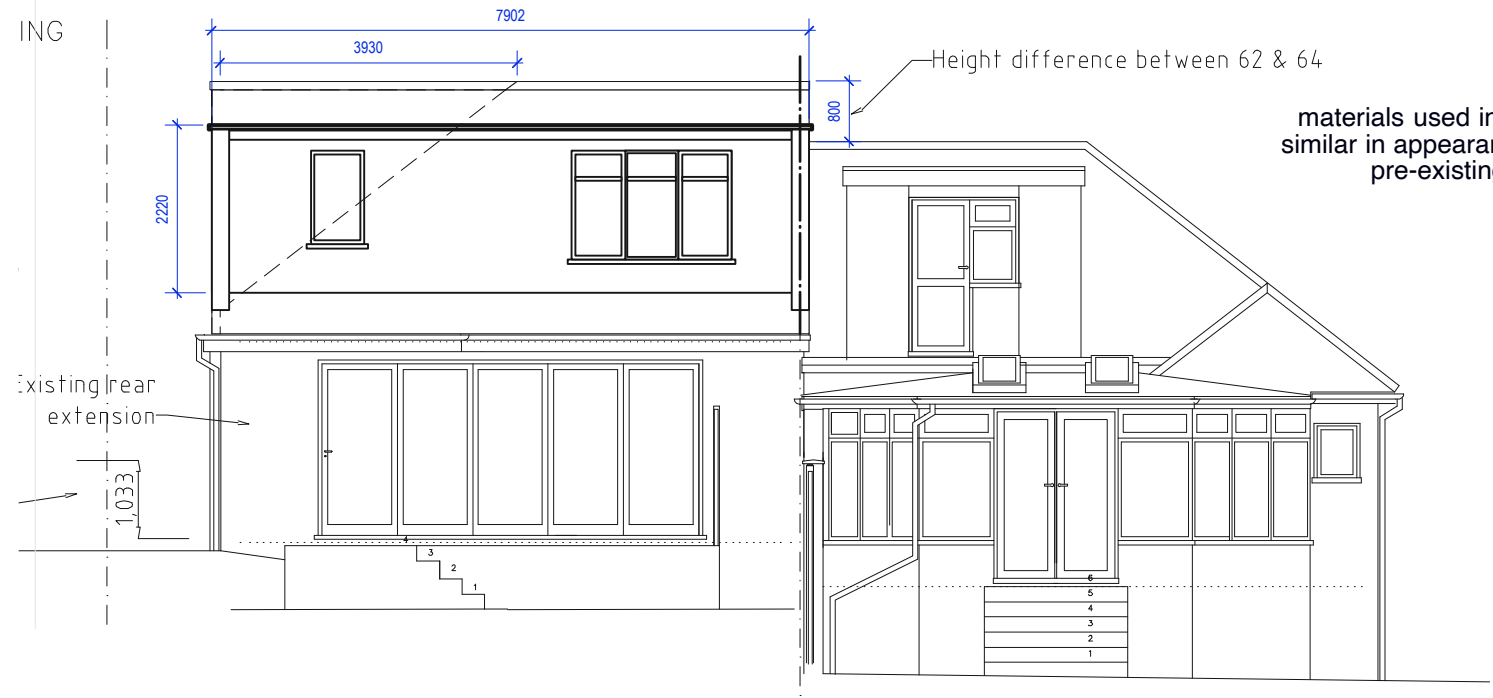 ING
7902
3930
Height difference between 62 & 64
800
materials used in
similar in appearan
pre-existing
2220
Existing rear
extension
1,033
4
3
2
1
6
5
4
3
2
1